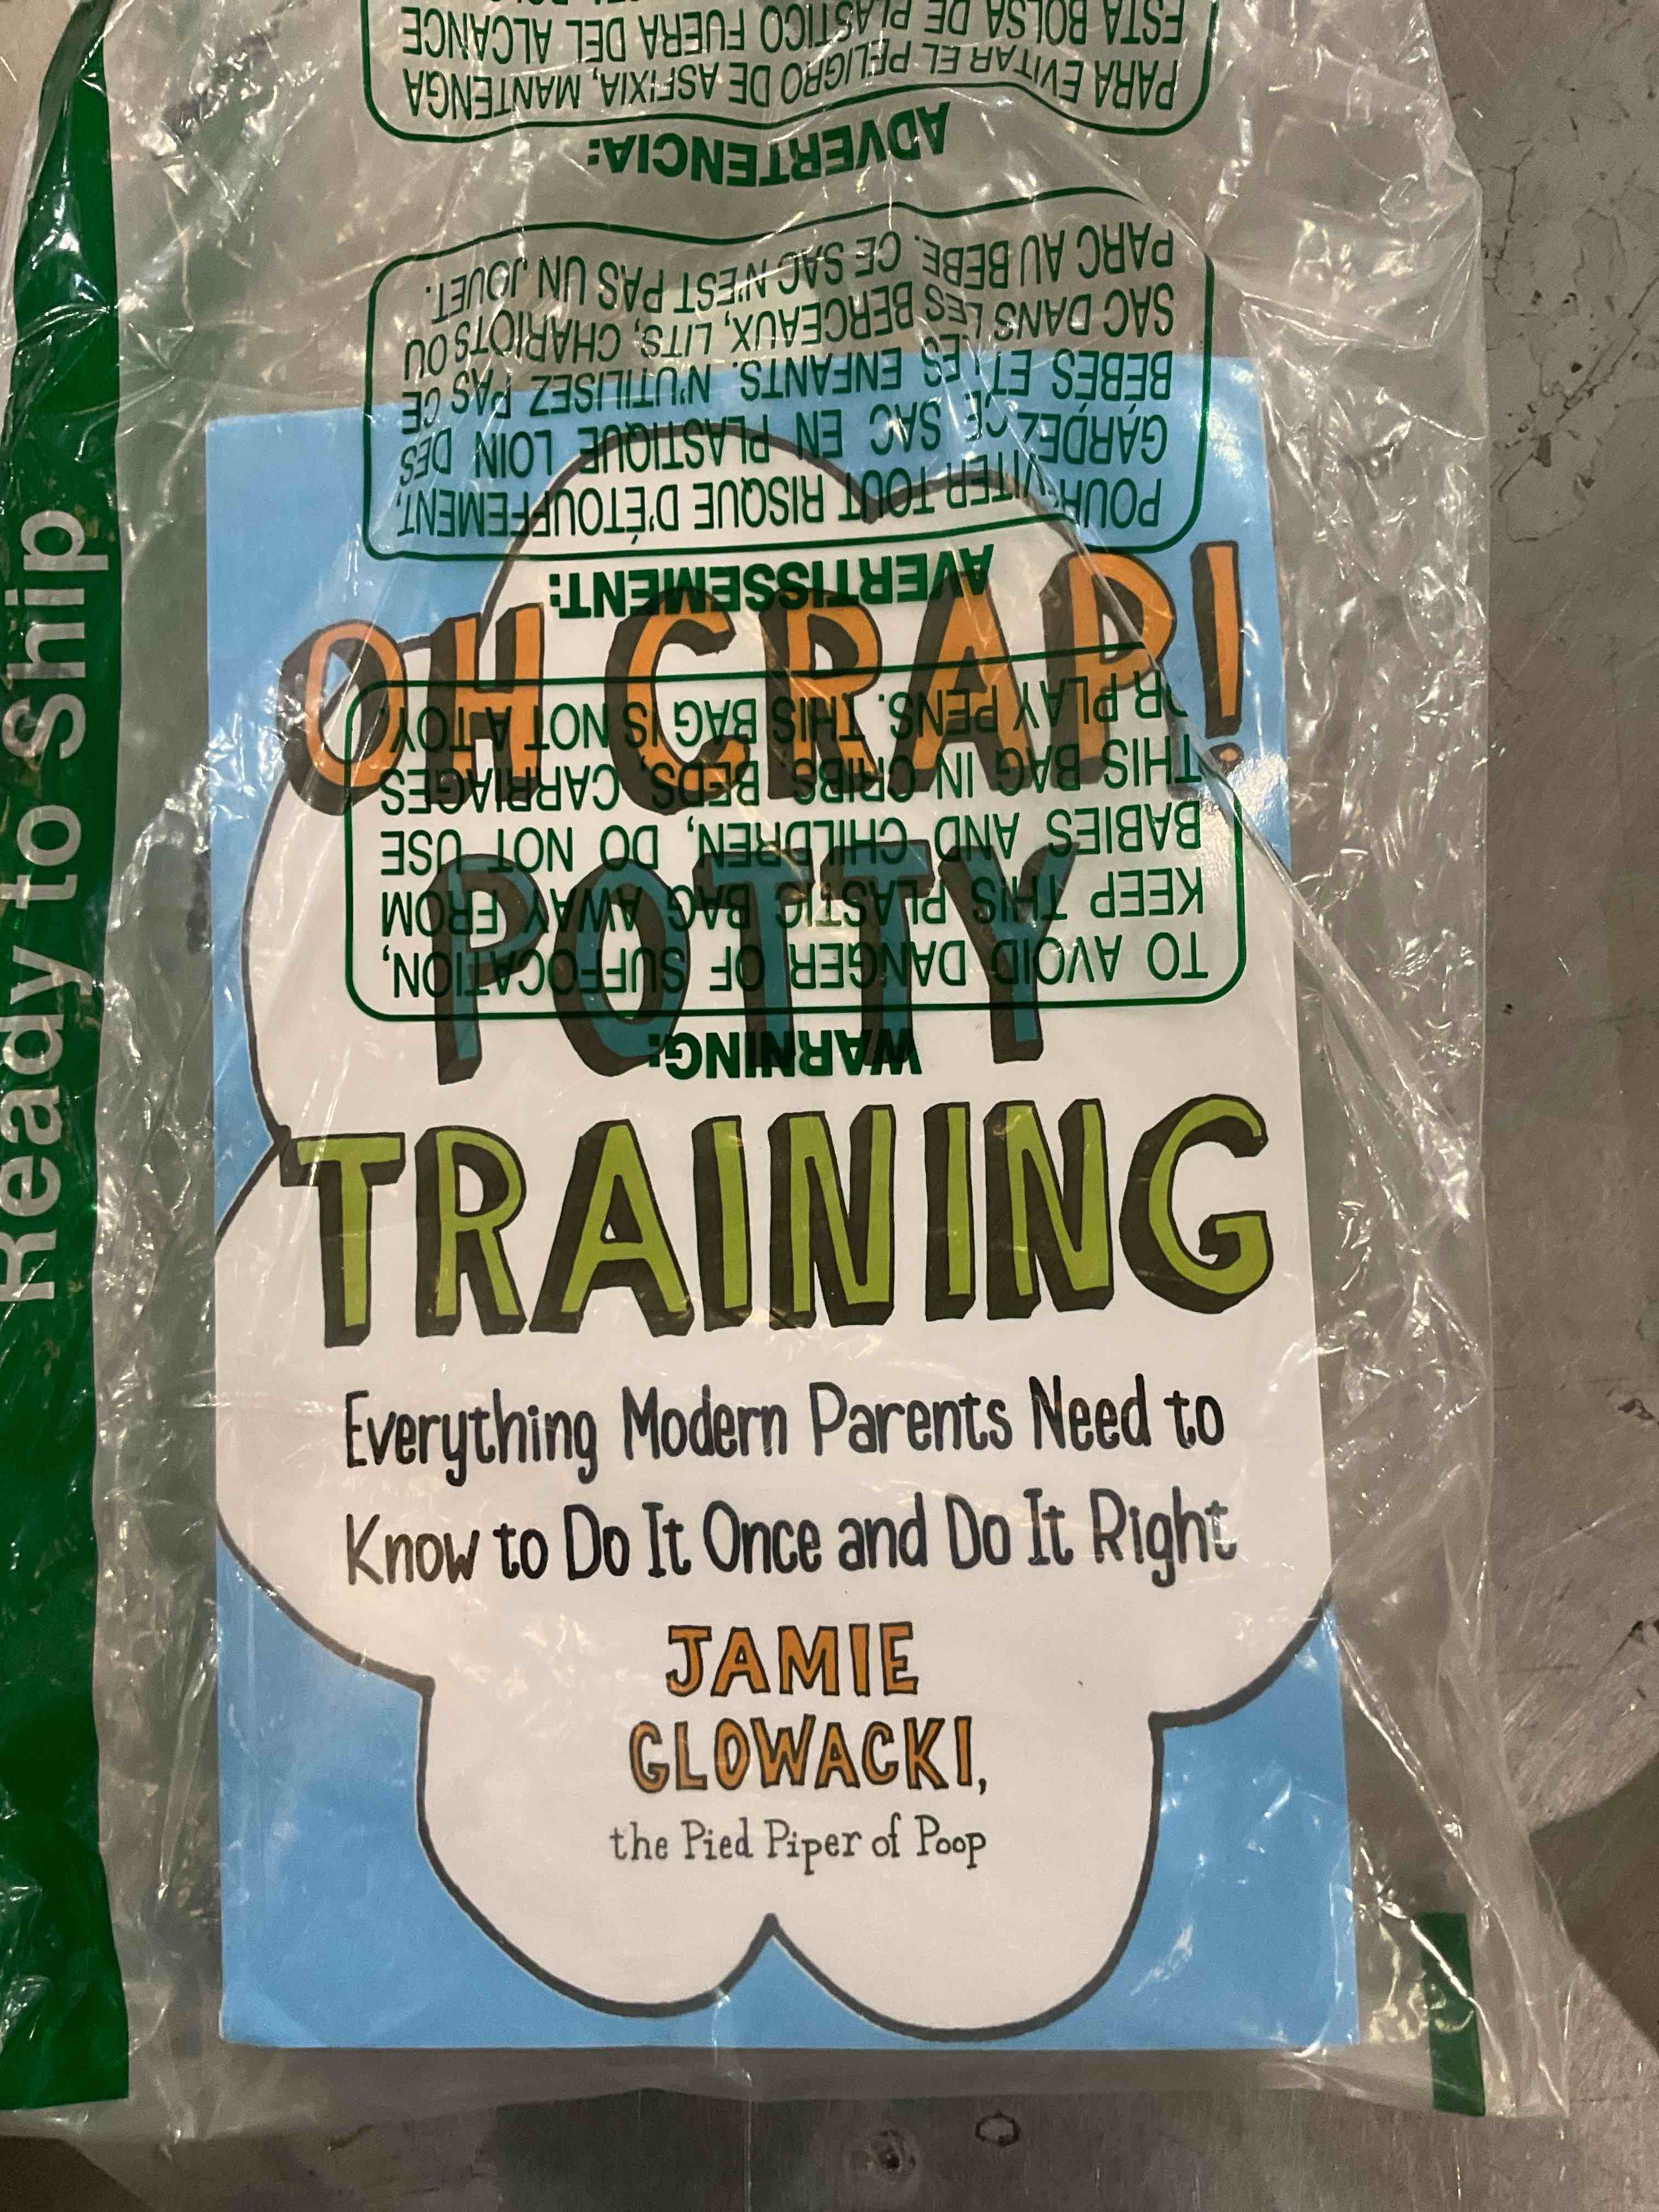 Ready to Ship
OH CRAP!
POTTY
TRAINING
Everything Modern Parents Need to
Know to Do It Once and Do It Right
JAMIE
GLOWACKI,
the Pied Piper of Poop
WARNING:
TO AVOID DANGER OF SUFFOCATION,
KEEP THIS PLASTIC BAG AWAY FROM
BABIES AND CHILDREN, DO NOT USE
THIS BAG IN CRIBS, BEDS, CARRIAGES
OR PLAY PENS. THIS BAG IS NOT A TOY.
AVERTISSEMENT:
POUR ÉVITER TOUT RISQUE D'ÉTOUFFEMENT,
GARDEZ CE SAC EN PLASTIQUE LOIN DES
BÉBÉS ET LES ENFANTS. N'UTILISEZ PAS CE
SAC DANS LES BERCEAUX, LITS, CHARIOTS OU
PARC AU BEBE. CE SAC N'EST PAS UN JOUET.
ADVERTENCIA:
PARA EVITAR EL PELIGRO DE ASFIXIA, MANTENGA
ESTA BOLSA DE PLASTICO FUERA DEL ALCANCE